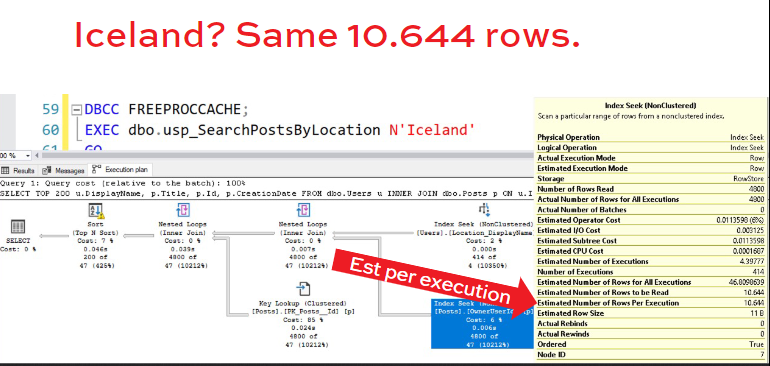 Iceland? Same 10.644 rows.
59 DBCC FREEPROCCACHE;
60 EXEC dbo.usp_SearchPostsByLocation N'Iceland'
61 GO
00 %
Results Messages Execution plan
Query 1: Query cost (relative to the batch): 100%
SELECT TOP 200 u.DisplayName, p.Title, p.Id, p.CreationDate FROM dbo.Users u INNER JOIN dbo.Posts p ON u.I
SELECT
Cost: 0 %
Sort
(Top N Sort)
Cost: 7 %
0.046s
200 of
47 (425%)
Nested Loops
(Inner Join)
Cost: 0 %
0.039s
4800 of
47 (10212%)
Nested Loops
(Inner Join)
Cost: 0 %
0.007s
4800 of
47 (10212%)
Index Seek (NonClustered)
[Users].[Location_DisplayName
Cost: 2 %
0.000s
414 of
4 (10350%)
Key Lookup (Clustered)
[Posts].[PK_Posts__Id] [p]
Cost: 85 %
0.024s
4800 of
47 (10212%)
Index Seek (NonClustered)
[Posts].[OwnerUserId
[p]
Cost: 6 %
0.006s
4800 of
47 (10212%)
Est per execution
Index Seek (NonClustered)
Scan a particular range of rows from a nonclustered index.
Physical Operation Index Seek
Logical Operation Index Seek
Actual Execution Mode Row
Estimated Execution Mode Row
Storage RowStore
Number of Rows Read 4800
Actual Number of Rows for All Executions 4800
Actual Number of Batches 0
Estimated Operator Cost 0.0113598 (6%)
Estimated I/O Cost 0.003125
Estimated Subtree Cost 0.0113598
Estimated CPU Cost 0.0001687
Estimated Number of Executions 4.39777
Number of Executions 414
Estimated Number of Rows for All Executions 46.8098639
Estimated Number of Rows to be Read 10.644
Estimated Number of Rows Per Execution 10.644
Estimated Row Size 11 B
Actual Rebinds 0
Actual Rewinds 0
Ordered True
Node ID 7